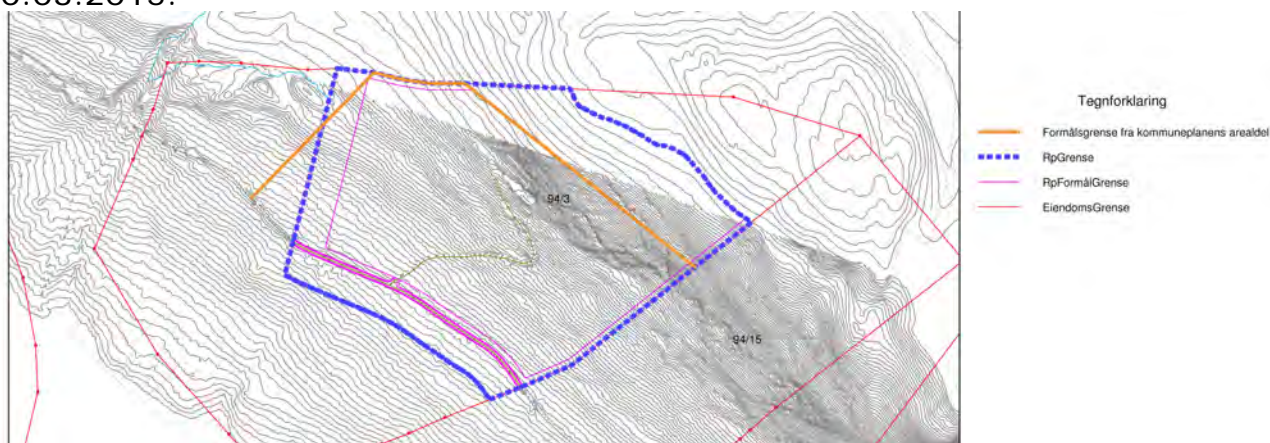 Tegnforklaring
Formålsgrense fra kommuneplanens arealdel
RpGrense
RpFormålGrense
EiendomsGrense
94/3
94/15